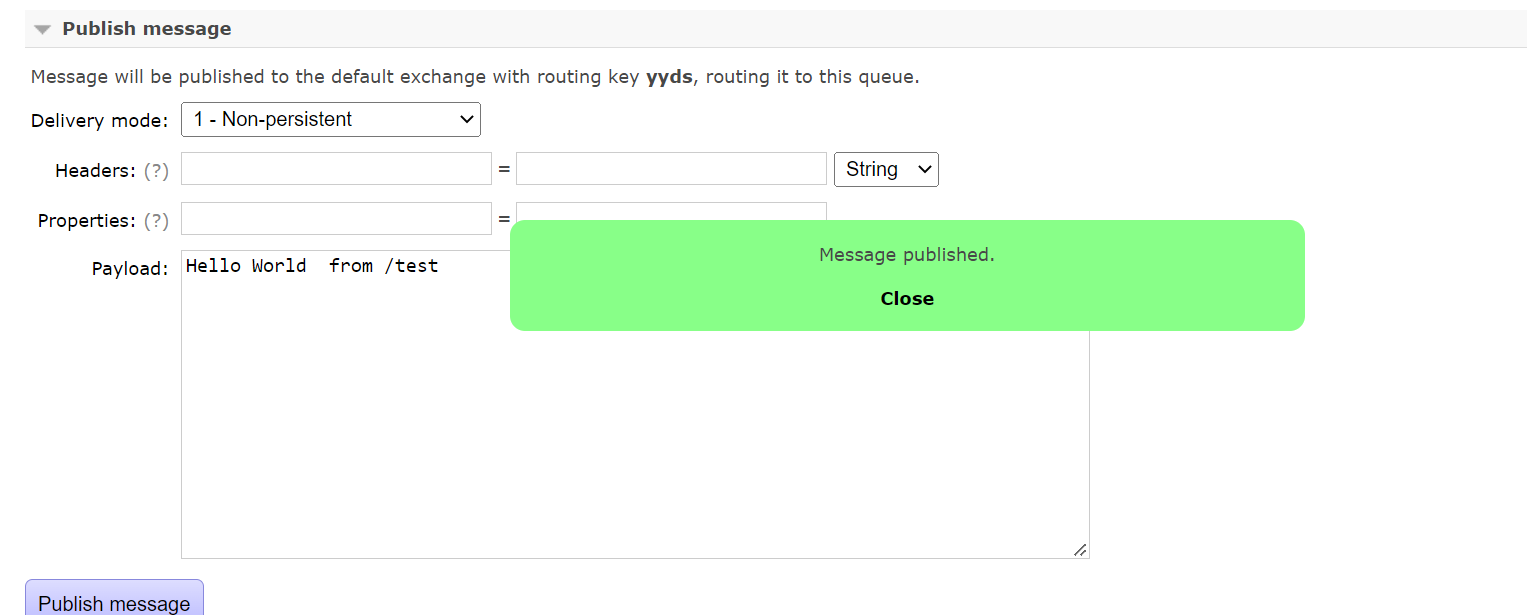 Publish message
Message will be published to the default exchange with routing key yyds, routing it to this queue.
Delivery mode: 1 - Non-persistent
Headers: (?) = String
Properties: (?) =
Message published.
Close
Payload: Hello World  from /test
Publish message